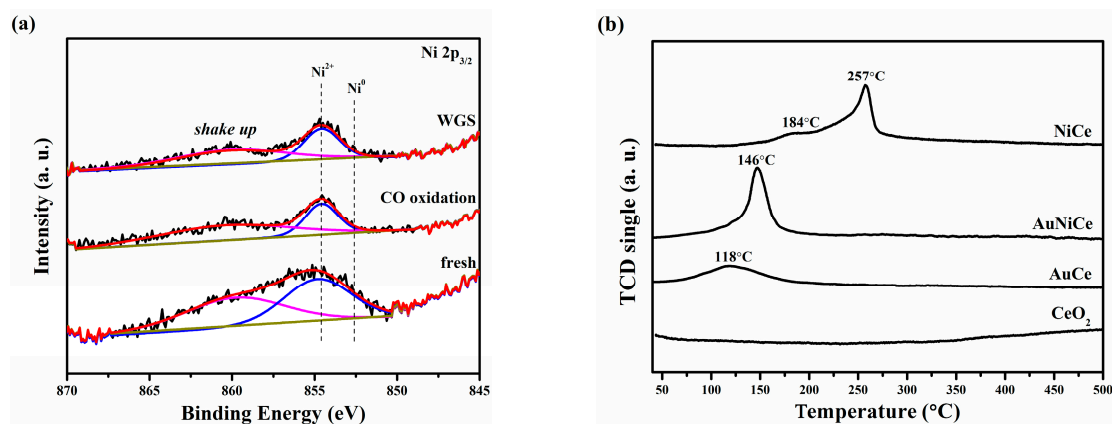 (a)
Ni 2p3/2
Ni2+
Ni0
WGS
shake up
CO oxidation
fresh
Intensity (a. u.)
870 865 860 855 850 845
Binding Energy (eV)
(b)
257°C
184°C
NiCe
146°C
AuNiCe
118°C
AuCe
CeO2
TCD single (a. u.)
50 100 150 200 250 300 350 400 450 500
Temperature (°C)